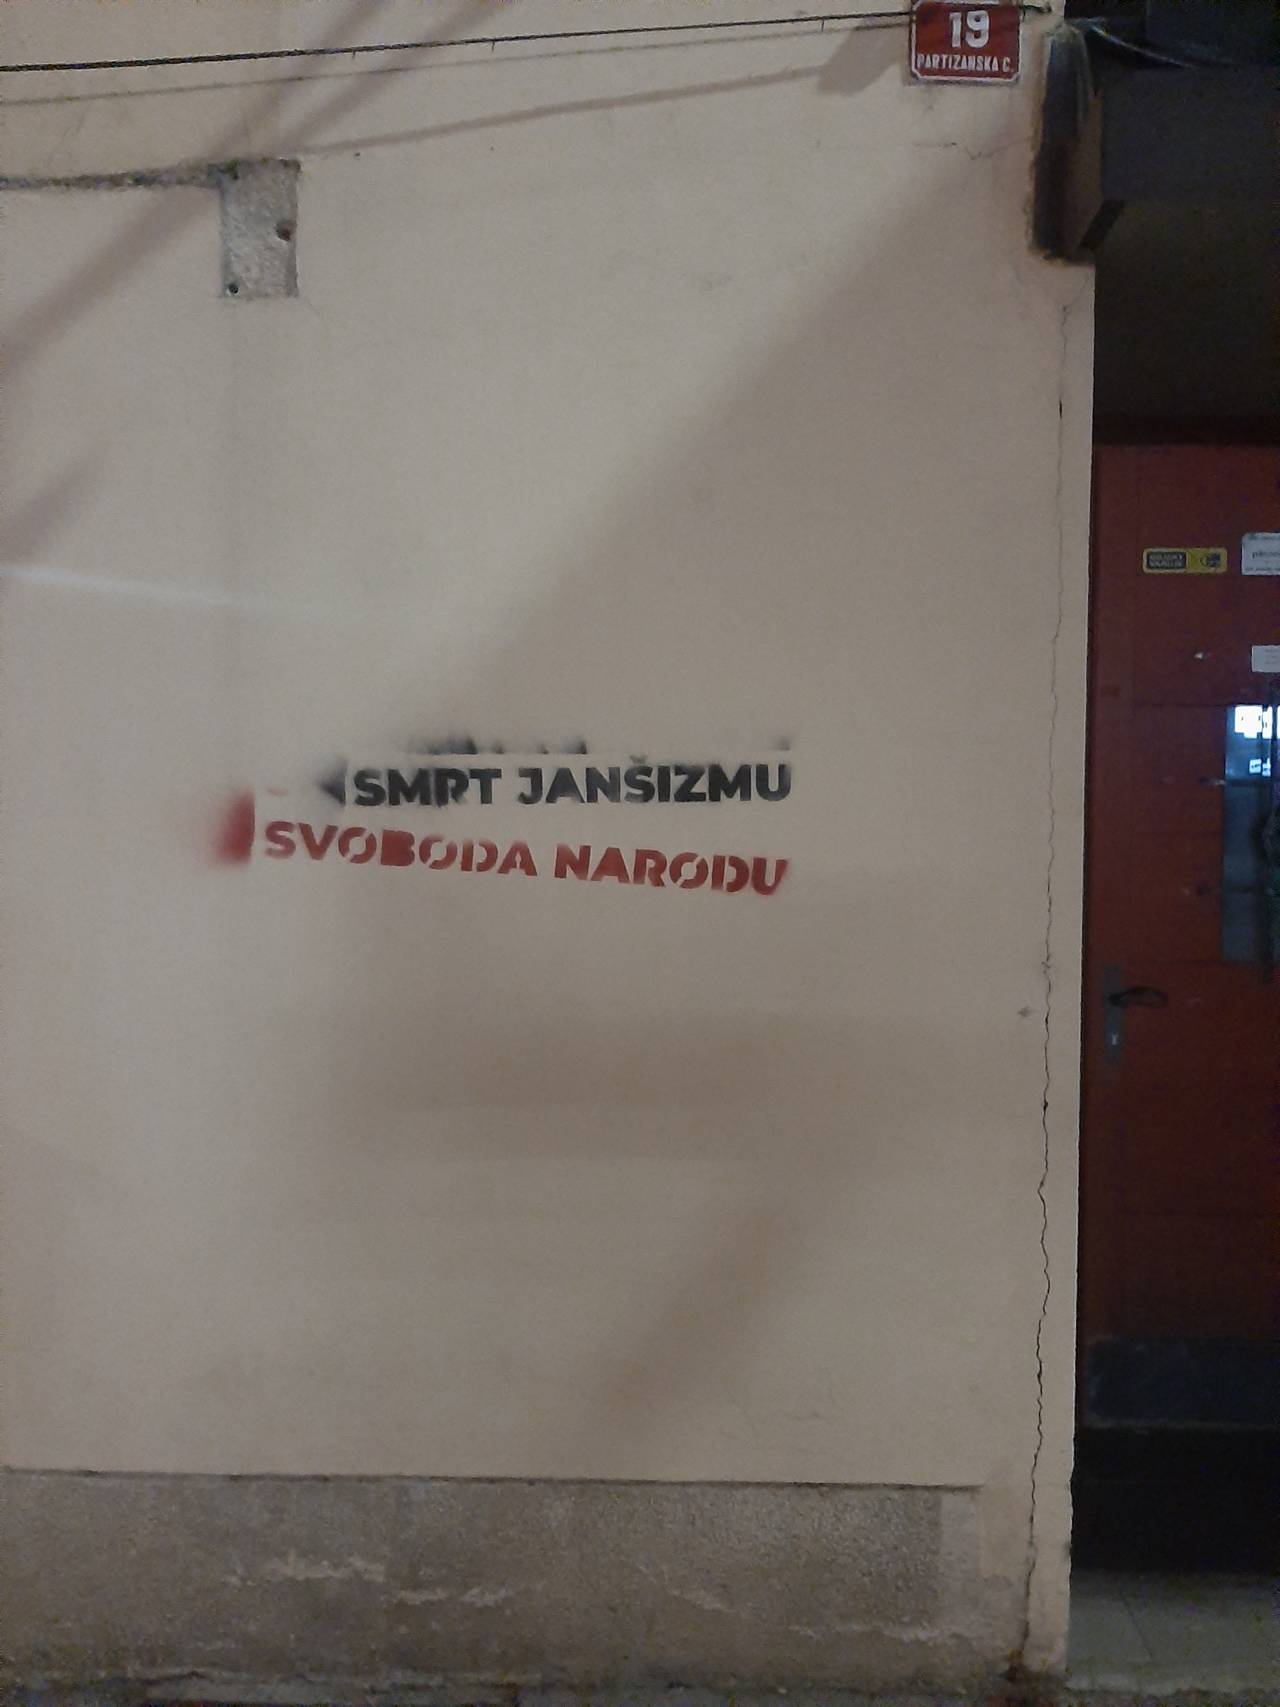 19
PARTIZANSKA C.
SMRT JANŠIZMU
SVOBODA NARODU